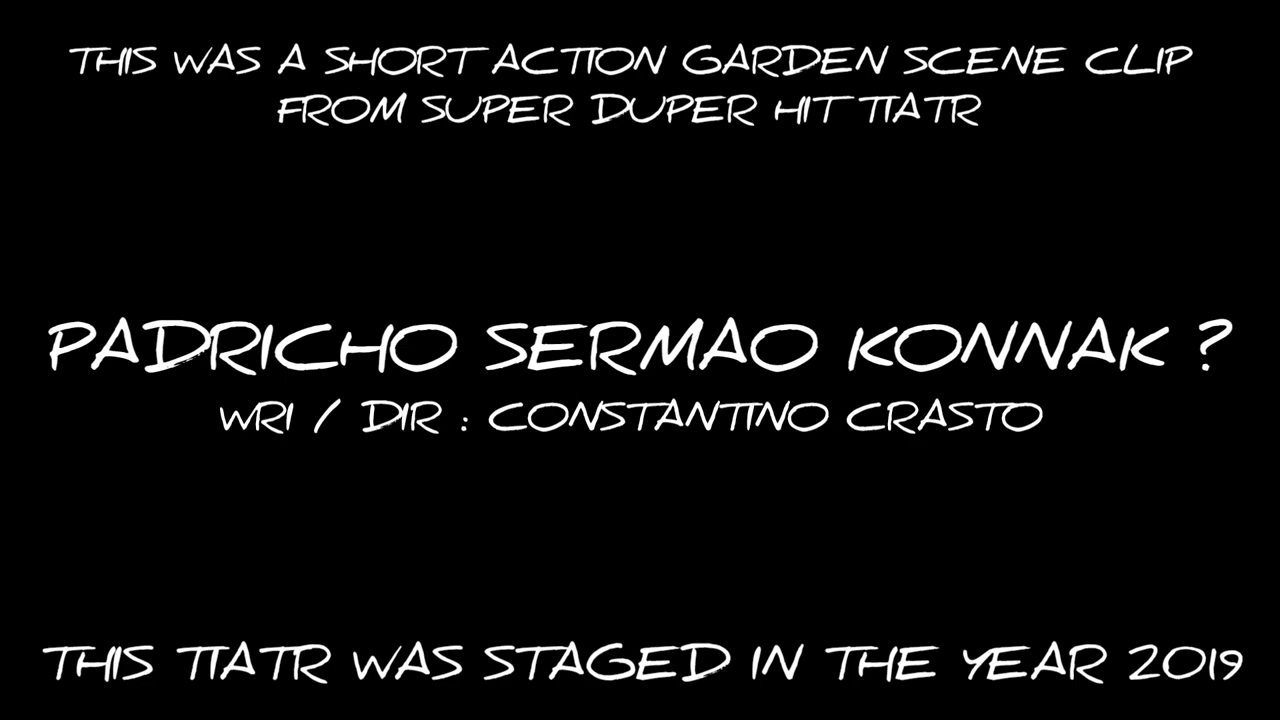 THIS WAS A SHORT ACTION GARDEN SCENE CLIP
FROM SUPER DUPER HIT TIATR
PADRICHO SERMAO KONNAK ?
WRI / DIR : CONSTANTINO CRASTO
THIS TIATR WAS STAGED IN THE YEAR 2019